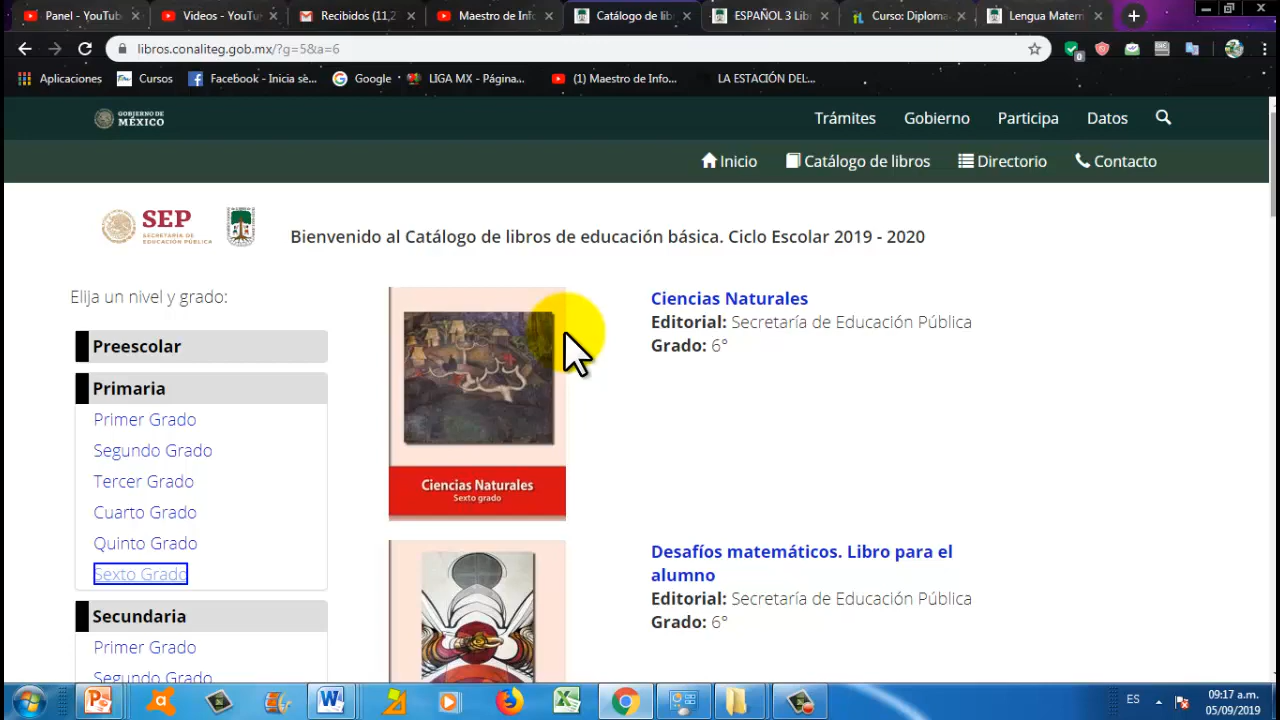 Panel - YouTub
Videos - YouTu
Recibidos (11,2
Maestro de Info
Catálogo de lib
ESPAÑOL 3 Lib
Curso: Diploma
Lengua Matern
libros.conaliteg.gob.mx/?g=5&a=6
Aplicaciones
Cursos
Facebook - Inicia se...
Google
LIGA MX - Página...
(1) Maestro de Info...
LA ESTACIÓN DEL...
GOBIERNO DE
MÉXICO
Trámites
Gobierno
Participa
Datos
Inicio
Catálogo de libros
Directorio
Contacto
SEP
SECRETARÍA DE
EDUCACIÓN PÚBLICA
Bienvenido al Catálogo de libros de educación básica. Ciclo Escolar 2019 - 2020
Elija un nivel y grado:
Preescolar
Primaria
Primer Grado
Segundo Grado
Tercer Grado
Cuarto Grado
Quinto Grado
Sexto Grado
Secundaria
Primer Grado
Segundo Grado
Ciencias Naturales
Sexto grado
Ciencias Naturales
Editorial: Secretaría de Educación Pública
Grado: 6°
Desafíos matemáticos. Libro para el
alumno
Editorial: Secretaría de Educación Pública
Grado: 6°
ES
09:17 a.m.
05/09/2019